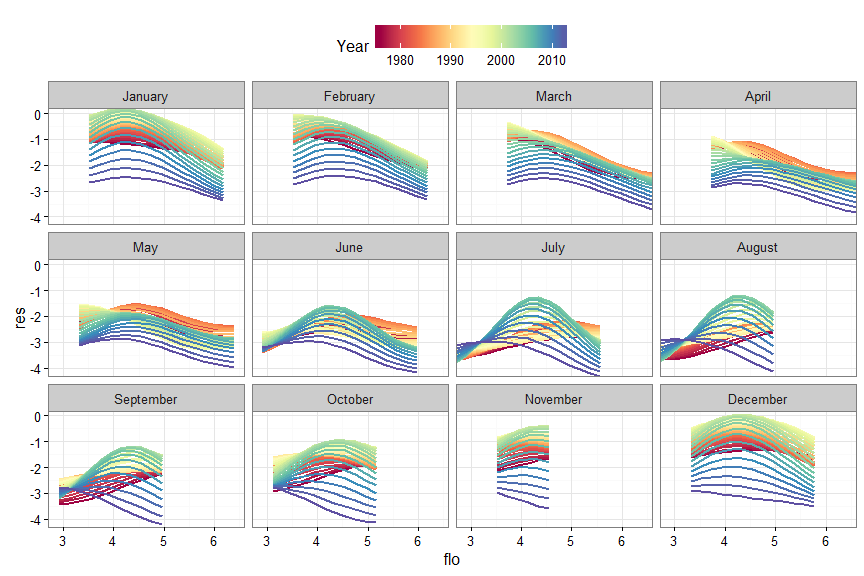 Year
1980 1990 2000 2010
January February March April
0
-1
-2
-3
-4
May June July August
0
-1
-2
-3
-4
res
September October November December
0
-1
-2
-3
-4
3 4 5 6 3 4 5 6 3 4 5 6 3 4 5 6
flo